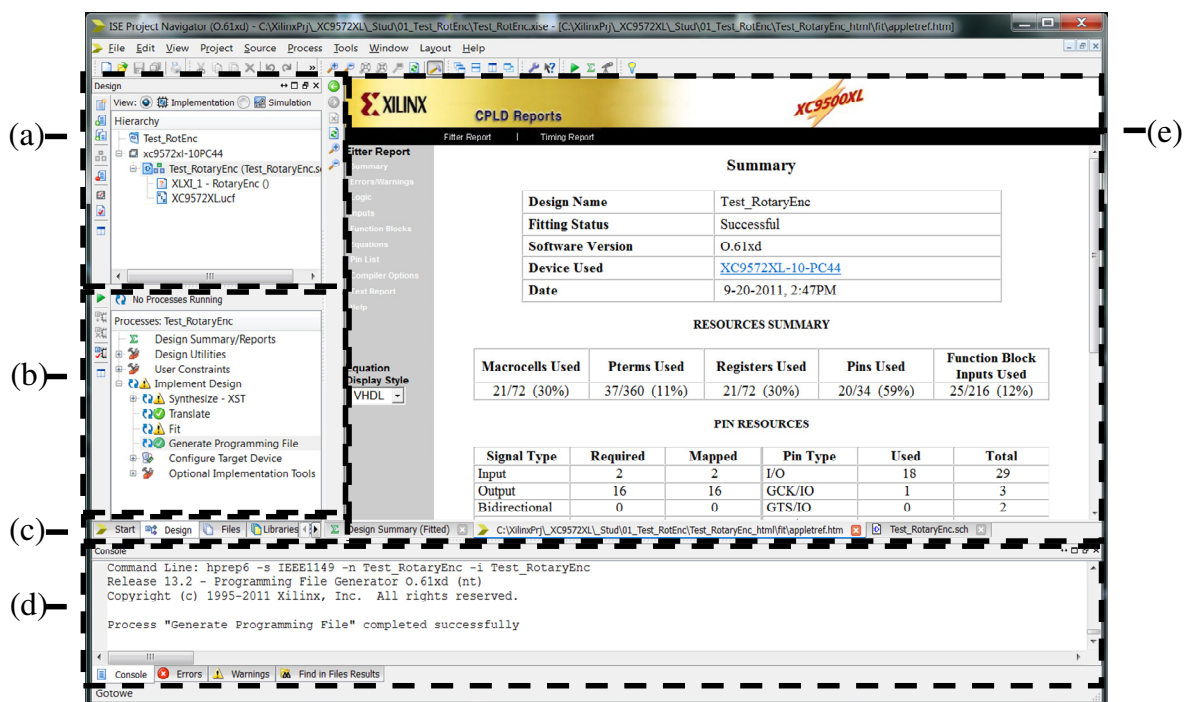 ISE Project Navigator (O.61xd) - C:\XilinxPrj\_XC9572XL\_Stud\01_Test_RotEnc\Test_RotEnc.xise - [C:\XilinxPrj\_XC9572XL\_Stud\01_Test_RotEnc\Test_RotaryEnc_html\fit\appletref.htm]
File Edit View Project Source Process Tools Window Layout Help
Design
View: Implementation Simulation
Hierarchy
Test_RotEnc
xc9572xl-10PC44
Test_RotaryEnc (Test_RotaryEnc.s
XLXI_1 - RotaryEnc ()
XC9572XL.ucf
(a)
No Processes Running
Processes: Test_RotaryEnc
Design Summary/Reports
Design Utilities
User Constraints
Implement Design
Synthesize - XST
Translate
Fit
Generate Programming File
Configure Target Device
Optional Implementation Tools
(b)
Start Design Files Libraries
(c)
XILINX
CPLD Reports
XC9500XL
Fitter Report | Timing Report
(e)
Fitter Report
Summary
Errors/Warnings
Logic
Inputs
Function Blocks
Equations
Pin List
Compiler Options
Text Report
Help
Equation
Display Style
VHDL
Summary
Design Name Test_RotaryEnc
Fitting Status Successful
Software Version O.61xd
Device Used XC9572XL-10-PC44
Date 9-20-2011, 2:47PM
RESOURCES SUMMARY
Macrocells Used Pterms Used Registers Used Pins Used Function Block Inputs Used
21/72 (30%) 37/360 (11%) 21/72 (30%) 20/34 (59%) 25/216 (12%)
PIN RESOURCES
Signal Type Required Mapped Pin Type Used Total
Input 2 2 I/O 18 29
Output 16 16 GCK/IO 1 3
Bidirectional 0 0 GTS/IO 0 2
Design Summary (Fitted) C:\XilinxPrj\_XC9572XL\_Stud\01_Test_RotEnc\Test_RotaryEnc_html\fit\appletref.htm Test_RotaryEnc.sch
Console
Command Line: hprep6 -s IEEE1149 -n Test_RotaryEnc -i Test_RotaryEnc
Release 13.2 - Programming File Generator O.61xd (nt)
Copyright (c) 1995-2011 Xilinx, Inc. All rights reserved.
Process "Generate Programming File" completed successfully
(d)
Console Errors Warnings Find in Files Results
Gotowe